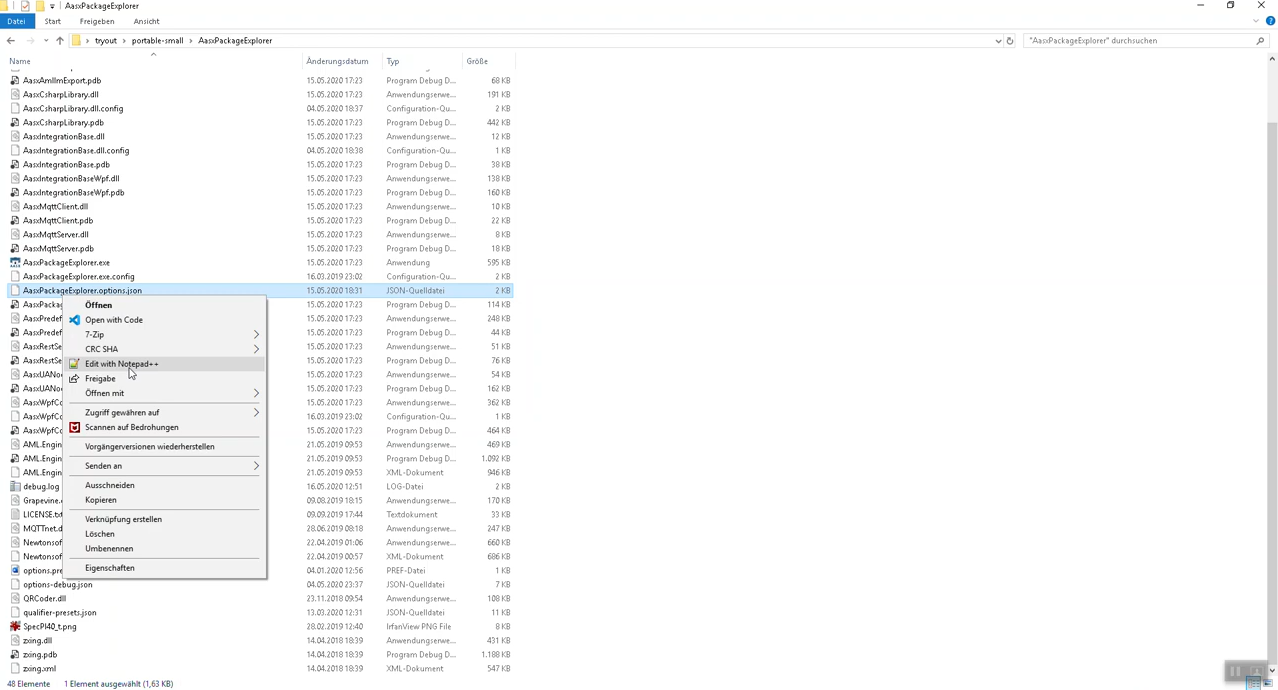 AasxPackageExplorer
Datei Start Freigeben Ansicht
tryout > portable-small > AasxPackageExplorer "AasxPackageExplorer" durchsuchen
Name Änderungsdatum Typ Größe
AasxAmlImExport.pdb 15.05.2020 17:23 Program Debug D... 68 KB
AasxCsharpLibrary.dll 15.05.2020 17:23 Anwendungserwe... 191 KB
AasxCsharpLibrary.dll.config 04.05.2020 18:37 Configuration-Qu... 2 KB
AasxCsharpLibrary.pdb 15.05.2020 17:23 Program Debug D... 442 KB
AasxIntegrationBase.dll 15.05.2020 17:23 Anwendungserwe... 12 KB
AasxIntegrationBase.dll.config 04.05.2020 18:38 Configuration-Qu... 1 KB
AasxIntegrationBase.pdb 15.05.2020 17:23 Program Debug D... 38 KB
AasxIntegrationBaseWpf.dll 15.05.2020 17:23 Anwendungserwe... 138 KB
AasxIntegrationBaseWpf.pdb 15.05.2020 17:23 Program Debug D... 160 KB
AasxMqttClient.dll 15.05.2020 17:23 Anwendungserwe... 10 KB
AasxMqttClient.pdb 15.05.2020 17:23 Program Debug D... 22 KB
AasxMqttServer.dll 15.05.2020 17:23 Anwendungserwe... 8 KB
AasxMqttServer.pdb 15.05.2020 17:23 Program Debug D... 18 KB
AasxPackageExplorer.exe 15.05.2020 17:23 Anwendung 595 KB
AasxPackageExplorer.exe.config 16.03.2019 23:02 Configuration-Qu... 2 KB
AasxPackageExplorer.options.json 15.05.2020 18:31 JSON-Quelldatei 2 KB
AasxPackag 15.05.2020 17:23 Program Debug D... 114 KB
AasxPredef 15.05.2020 17:23 Anwendungserwe... 248 KB
AasxPredef 15.05.2020 17:23 Program Debug D... 44 KB
AasxRestSe 15.05.2020 17:23 Anwendungserwe... 51 KB
AasxRestSe 15.05.2020 17:23 Program Debug D... 76 KB
AasxUANo 15.05.2020 17:23 Anwendungserwe... 54 KB
AasxUANo 15.05.2020 17:23 Program Debug D... 162 KB
AasxWpfCo 15.05.2020 17:23 Anwendungserwe... 362 KB
AasxWpfCo 16.03.2019 23:02 Configuration-Qu... 1 KB
AasxWpfCo 15.05.2020 17:23 Program Debug D... 464 KB
AML.Engin 21.05.2019 09:53 Anwendungserwe... 469 KB
AML.Engin 21.05.2019 09:53 Program Debug D... 1.092 KB
AML.Engin 21.05.2019 09:53 XML-Dokument 946 KB
debug.log 16.05.2020 12:51 LOG-Datei 2 KB
Grapevine. 09.08.2019 18:15 Anwendungserwe... 170 KB
LICENSE.tx 09.09.2019 17:44 Textdokument 33 KB
MQTTnet.d 28.06.2019 08:18 Anwendungserwe... 247 KB
Newtonsof 22.04.2019 01:06 Anwendungserwe... 660 KB
Newtonsof 22.04.2019 00:57 XML-Dokument 686 KB
options.pre 04.01.2020 12:56 PREF-Datei 1 KB
options-debug.json 04.05.2020 23:37 JSON-Quelldatei 7 KB
QRCoder.dll 23.11.2018 09:54 Anwendungserwe... 108 KB
qualifier-presets.json 13.03.2020 12:31 JSON-Quelldatei 11 KB
SpecPI40_t.png 28.02.2019 12:40 IrfanView PNG File 8 KB
zxing.dll 14.04.2018 18:39 Anwendungserwe... 431 KB
zxing.pdb 14.04.2018 18:39 Program Debug D... 1.188 KB
zxing.xml 14.04.2018 18:39 XML-Dokument 547 KB
Öffnen
Open with Code
7-Zip
CRC SHA
Edit with Notepad++
Freigabe
Öffnen mit
Zugriff gewähren auf
Scannen auf Bedrohungen
Vorgängerversionen wiederherstellen
Senden an
Ausschneiden
Kopieren
Verknüpfung erstellen
Löschen
Umbenennen
Eigenschaften
48 Elemente 1 Element ausgewählt (1,63 KB)